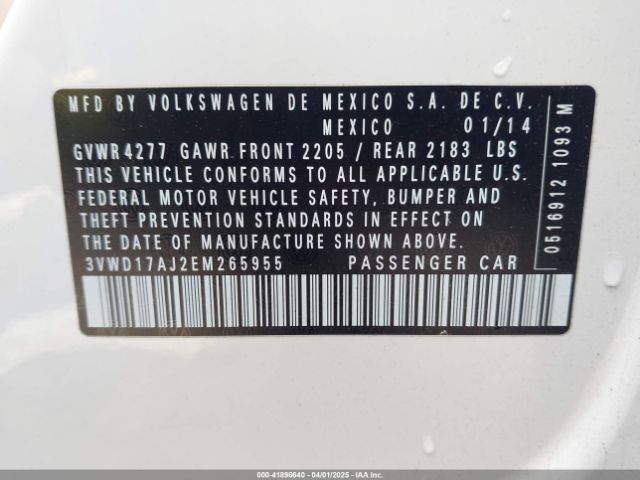 MFD BY VOLKSWAGEN DE MEXICO S.A. DE C.V.
MEXICO 01/14
GVWR 4277 GAWR FRONT 2205 / REAR 2183 LBS
THIS VEHICLE CONFORMS TO ALL APPLICABLE U.S.
FEDERAL MOTOR VEHICLE SAFETY, BUMPER AND
THEFT PREVENTION STANDARDS IN EFFECT ON
THE DATE OF MANUFACTURE SHOWN ABOVE.
3VWD17AJ2EM265955 PASSENGER CAR
0516912 1093 M
000-41896640 - 04/01/2025 - IAAI.COM